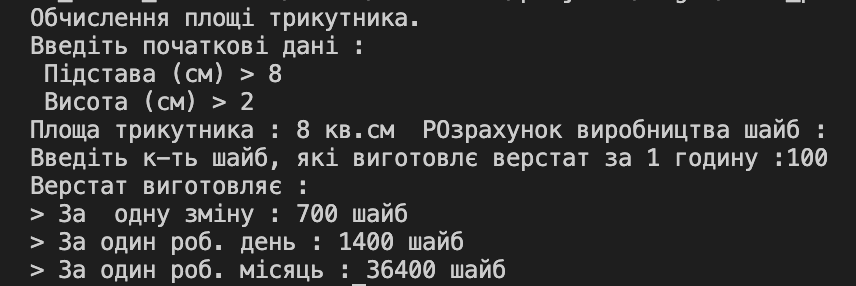 Обчислення площі трикутника.
Введіть початкові дані :
 Підстава (см) > 8
 Висота (см) > 2
Площа трикутника : 8 кв.см  РОзрахунок виробництва шайб :
Введіть к-ть шайб, які виготовлє верстат за 1 годину :100
Верстат виготовляє :
> За  одну зміну : 700 шайб
> За один роб. день : 1400 шайб
> За один роб. місяць : 36400 шайб